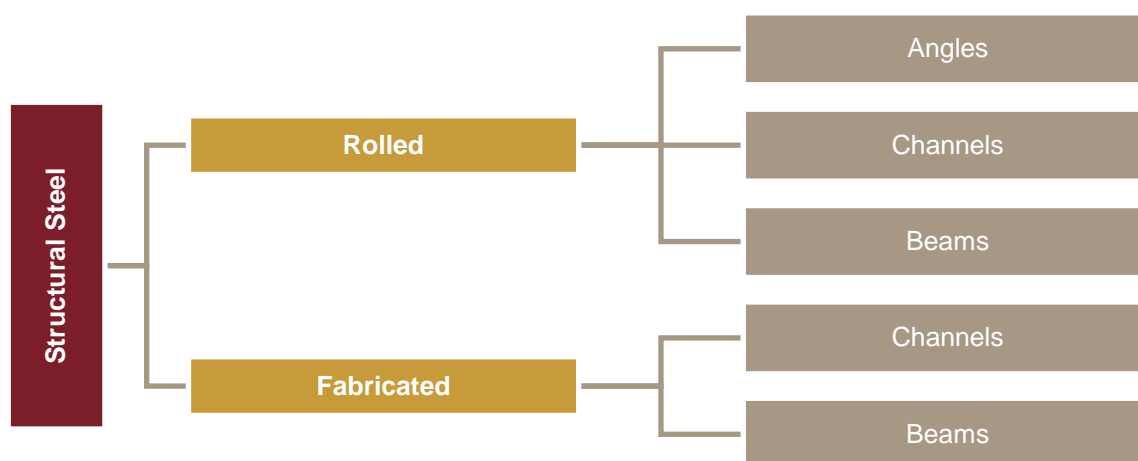 Structural Steel
Rolled
Angles
Channels
Beams
Fabricated
Channels
Beams